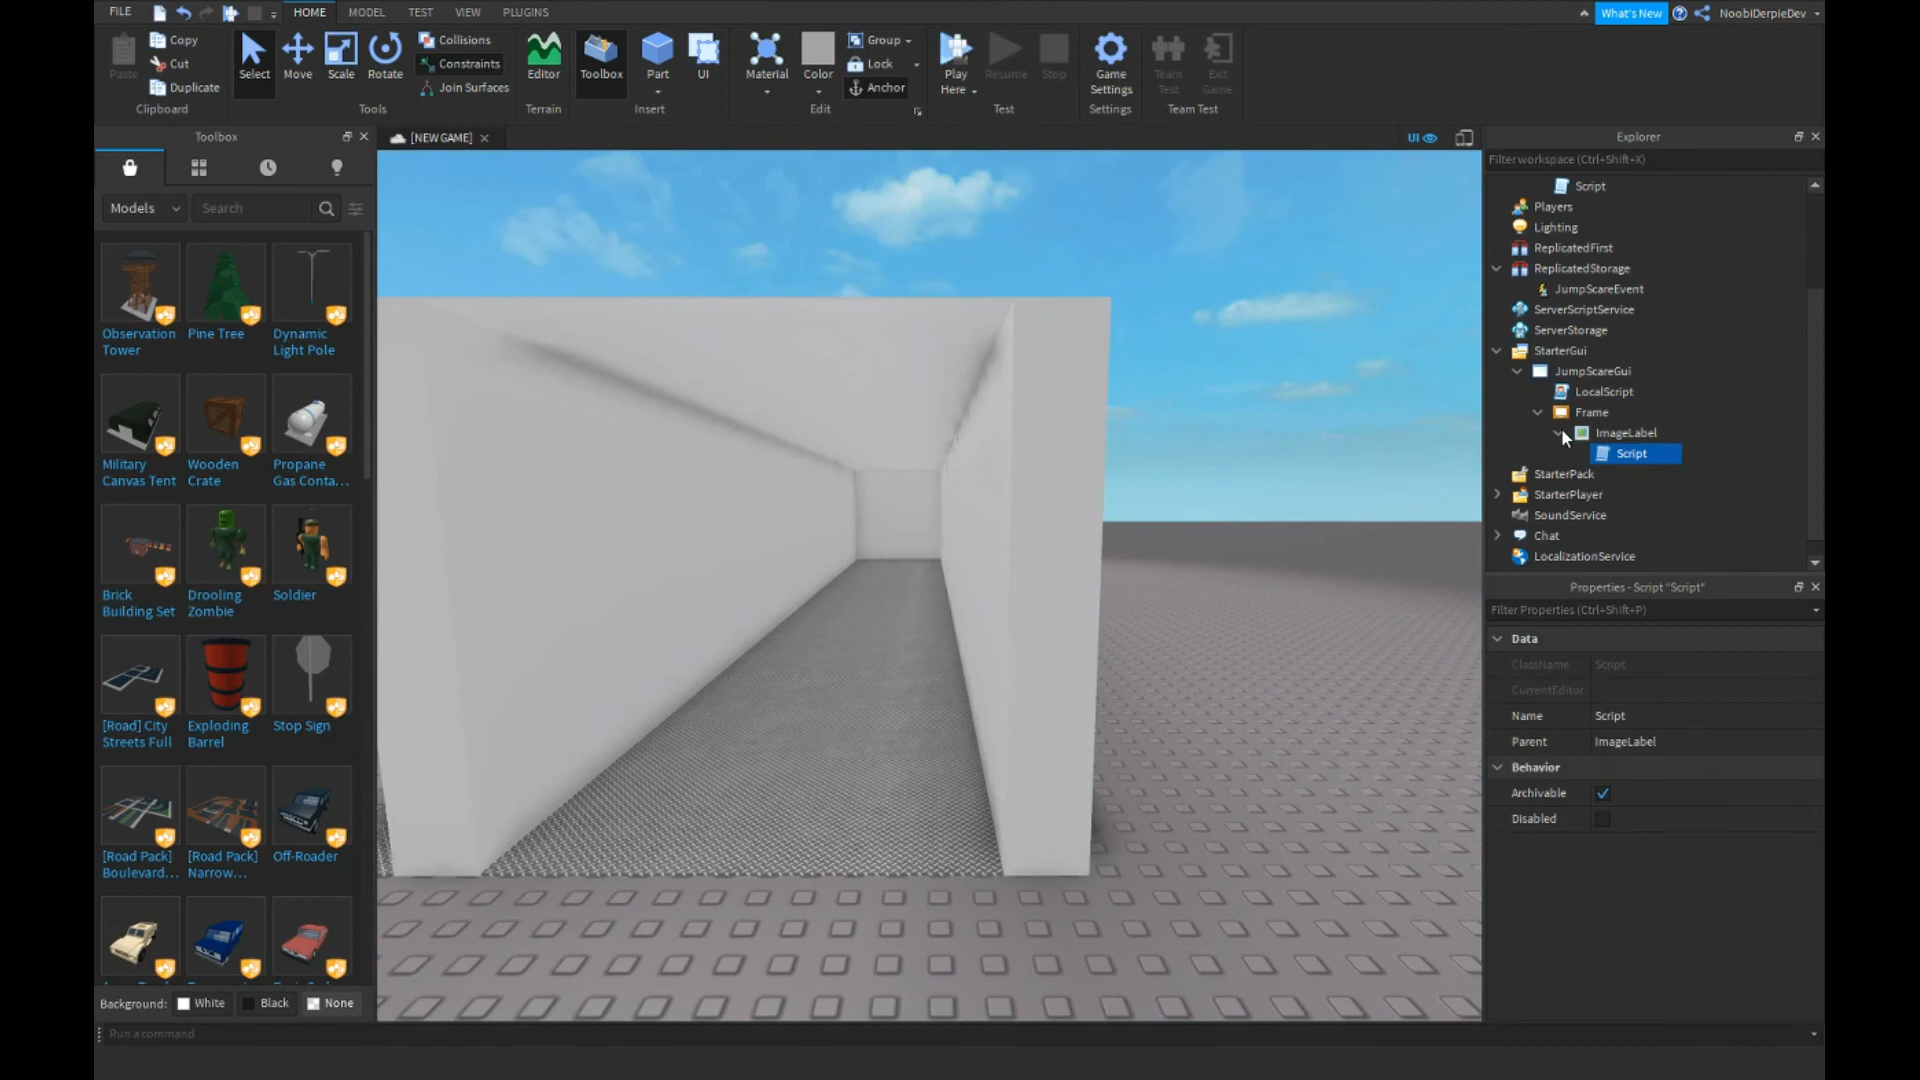 FILE
HOME
MODEL
TEST
VIEW
PLUGINS
What's New
NoobiDerpieDev
Paste
Copy
Cut
Duplicate
Clipboard
Select
Move
Scale
Rotate
Collisions
Constraints
Join Surfaces
Tools
Editor
Terrain
Toolbox
Part
UI
Insert
Material
Color
Group
Lock
Anchor
Edit
Play
Here
Resume
Stop
Test
Game
Settings
Settings
Team
Test
Exit
Game
Team Test
Toolbox
Models
Search
Observation
Tower
Pine Tree
Dynamic
Light Pole
Military
Canvas Tent
Wooden
Crate
Propane
Gas Conta...
Brick
Building Set
Drooling
Zombie
Soldier
[Road] City
Streets Full
Exploding
Barrel
Stop Sign
[Road Pack]
Boulevard...
[Road Pack]
Narrow...
Off-Roader
Background:
White
Black
None
Run a command
[NEW GAME]
UI
Explorer
Filter workspace (Ctrl+Shift+X)
Script
Players
Lighting
ReplicatedFirst
ReplicatedStorage
JumpScareEvent
ServerScriptService
ServerStorage
StarterGui
JumpScareGui
LocalScript
Frame
ImageLabel
Script
StarterPack
StarterPlayer
SoundService
Chat
LocalizationService
Properties - Script "Script"
Filter Properties (Ctrl+Shift+P)
Data
ClassName Script
CurrentEditor
Name Script
Parent ImageLabel
Behavior
Archivable
Disabled